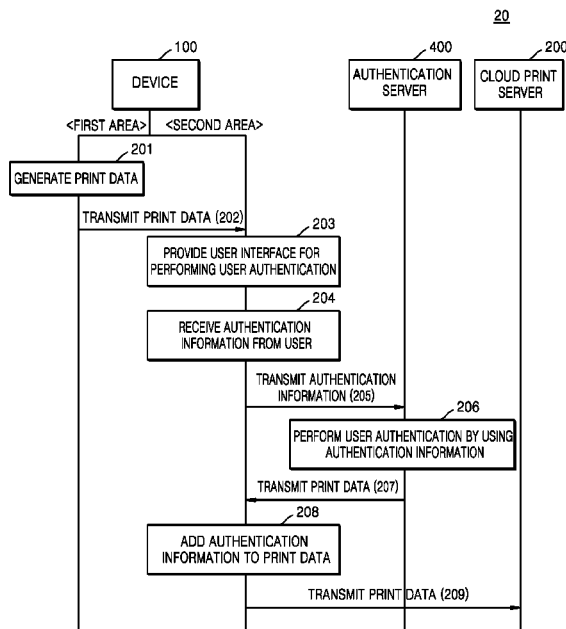 20
100
400
200
DEVICE
AUTHENTICATION
SERVER
CLOUD PRINT
SERVER
<FIRST AREA>
<SECOND AREA>
201
GENERATE PRINT DATA
TRANSMIT PRINT DATA (202)
203
PROVIDE USER INTERFACE FOR
PERFORMING USER AUTHENTICATION
204
RECEIVE AUTHENTICATION
INFORMATION FROM USER
TRANSMIT AUTHENTICATION
INFORMATION (205)
206
PERFORM USER AUTHENTICATION BY USING
AUTHENTICATION INFORMATION
TRANSMIT PRINT DATA (207)
208
ADD AUTHENTICATION
INFORMATION TO PRINT DATA
TRANSMIT PRINT DATA (209)